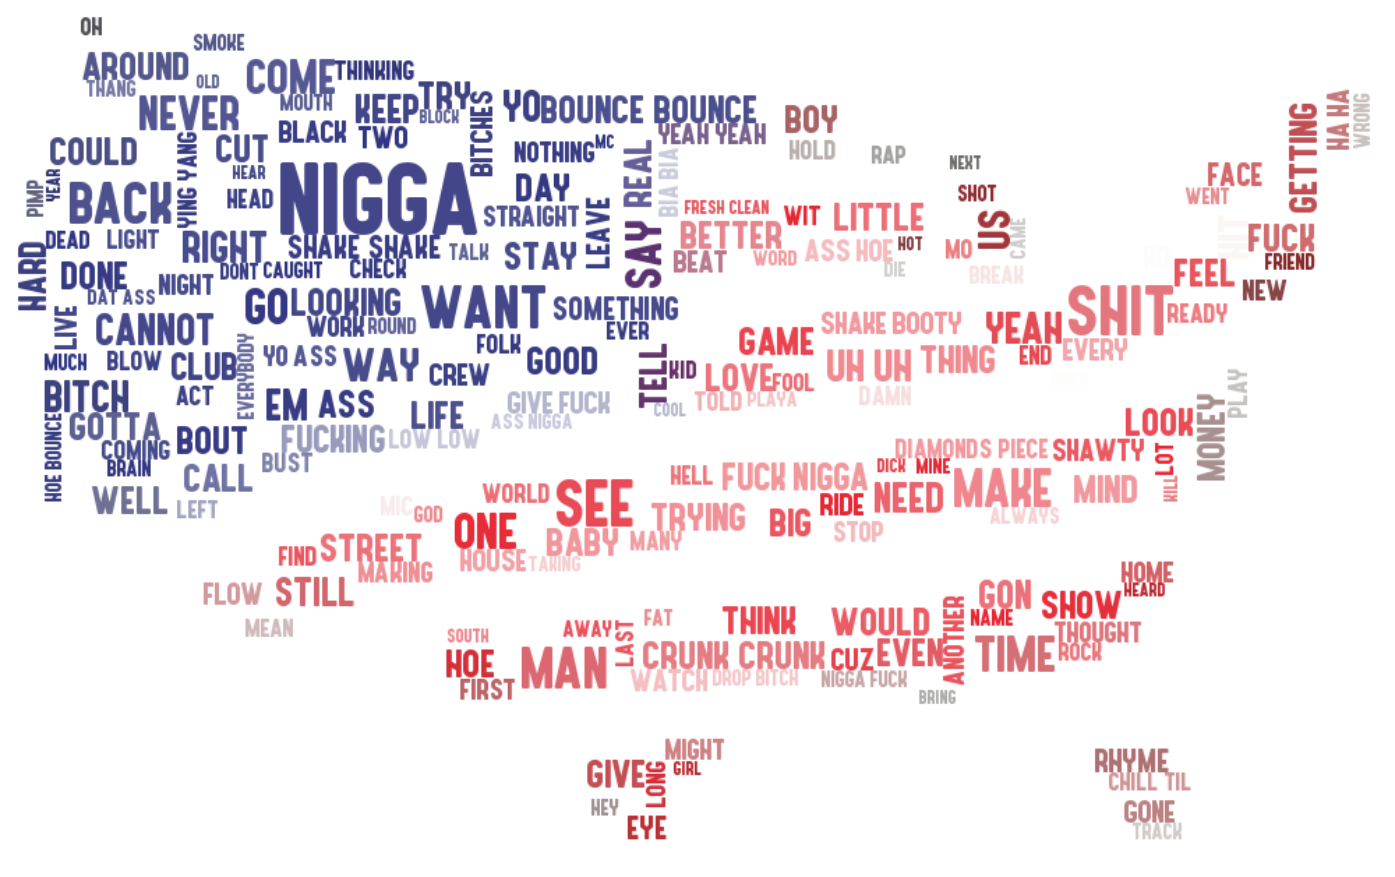 OH
SMOKE
AROUND
THANG
OLD
COME
THINKING
NEVER
MOUTH
KEEP
TRY
BLOCK
BITCHES
YO
BOUNCE BOUNCE
BLACK
TWO
COULD
CUT
YING YANG
HEAR
NOTHING
MC
YEAH YEAH
BOY
HOLD
RAP
NEXT
GETTING
HA HA
WRONG
PIMP
YEAR
BACK
HEAD
NIGGA
DAY
STRAIGHT
LEAVE
SAY
REAL
BIA BIA
FRESH CLEAN
WIT
LITTLE
SHOT
US
CAME
FACE
WENT
DEAD
LIGHT
RIGHT
SHAKE SHAKE
TALK
STAY
BETTER
BEAT
WORD
ASS HOE
HOT
DIE
MO
BREAK
FUCK
FRIEND
HARD
DONE
DAT ASS
NIGHT
DONT CAUGHT
CHECK
FEEL
NEW
LIVE
CANNOT
GO
LOOKING
WORK
ROUND
WANT
SOMETHING
EVER
SHAKE BOOTY
YEAH
SHIT
READY
MUCH
BLOW
CLUB
EVERYBODY
YO ASS
WAY
CREW
FOLK
GOOD
TELL
KID
GAME
LOVE
FOOL
UH UH
THING
END
EVERY
BITCH
ACT
EM ASS
LIFE
GIVE FUCK
ASS NIGGA
COOL
TOLD
PLAYA
DAMN
PLAY
HOE BOUNCE
GOTTA
COMING
BRAIN
BOUT
FUCKING
LOW LOW
BUST
LOOK
MONEY
WELL
CALL
LEFT
DIAMONDS PIECE
SHAWTY
LOT
KILL
MIC
GOD
WORLD
SEE
HELL
FUCK NIGGA
DICK
MINE
RIDE
NEED
MAKE
MIND
ALWAYS
ONE
BABY
TRYING
MANY
BIG
STOP
FIND
STREET
MAKING
HOUSE
TAKING
FLOW
STILL
MEAN
GON
HOME
HEARD
SOUTH
AWAY
LAST
FAT
THINK
WOULD
ANOTHER
NAME
SHOW
HOE
MAN
FIRST
CRUNK CRUNK
CUZ
EVEN
TIME
THOUGHT
ROCK
WATCH
DROP BITCH
NIGGA FUCK
BRING
MIGHT
GIVE
LONG
GIRL
HEY
EYE
RHYME
CHILL TIL
GONE
TRACK